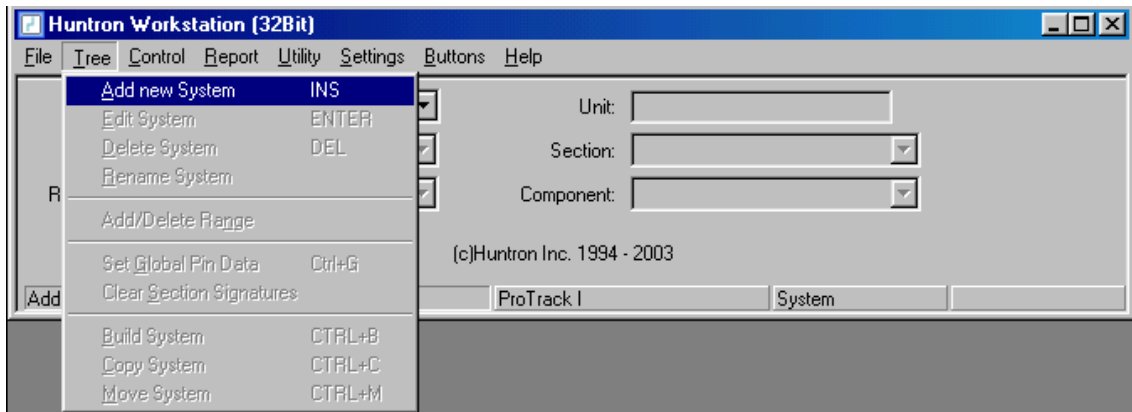 Huntron Workstation (32Bit)
File Tree Control Report Utility Settings Buttons Help
Add new System INS
Edit System ENTER
Delete System DEL
Rename System
Add/Delete Range
Set Global Pin Data Ctrl+G
Clear Section Signatures
Build System CTRL+B
Copy System CTRL+C
Move System CTRL+M
Unit:
Section:
R
Component:
(c)Huntron Inc. 1994 - 2003
Add ProTrack I System